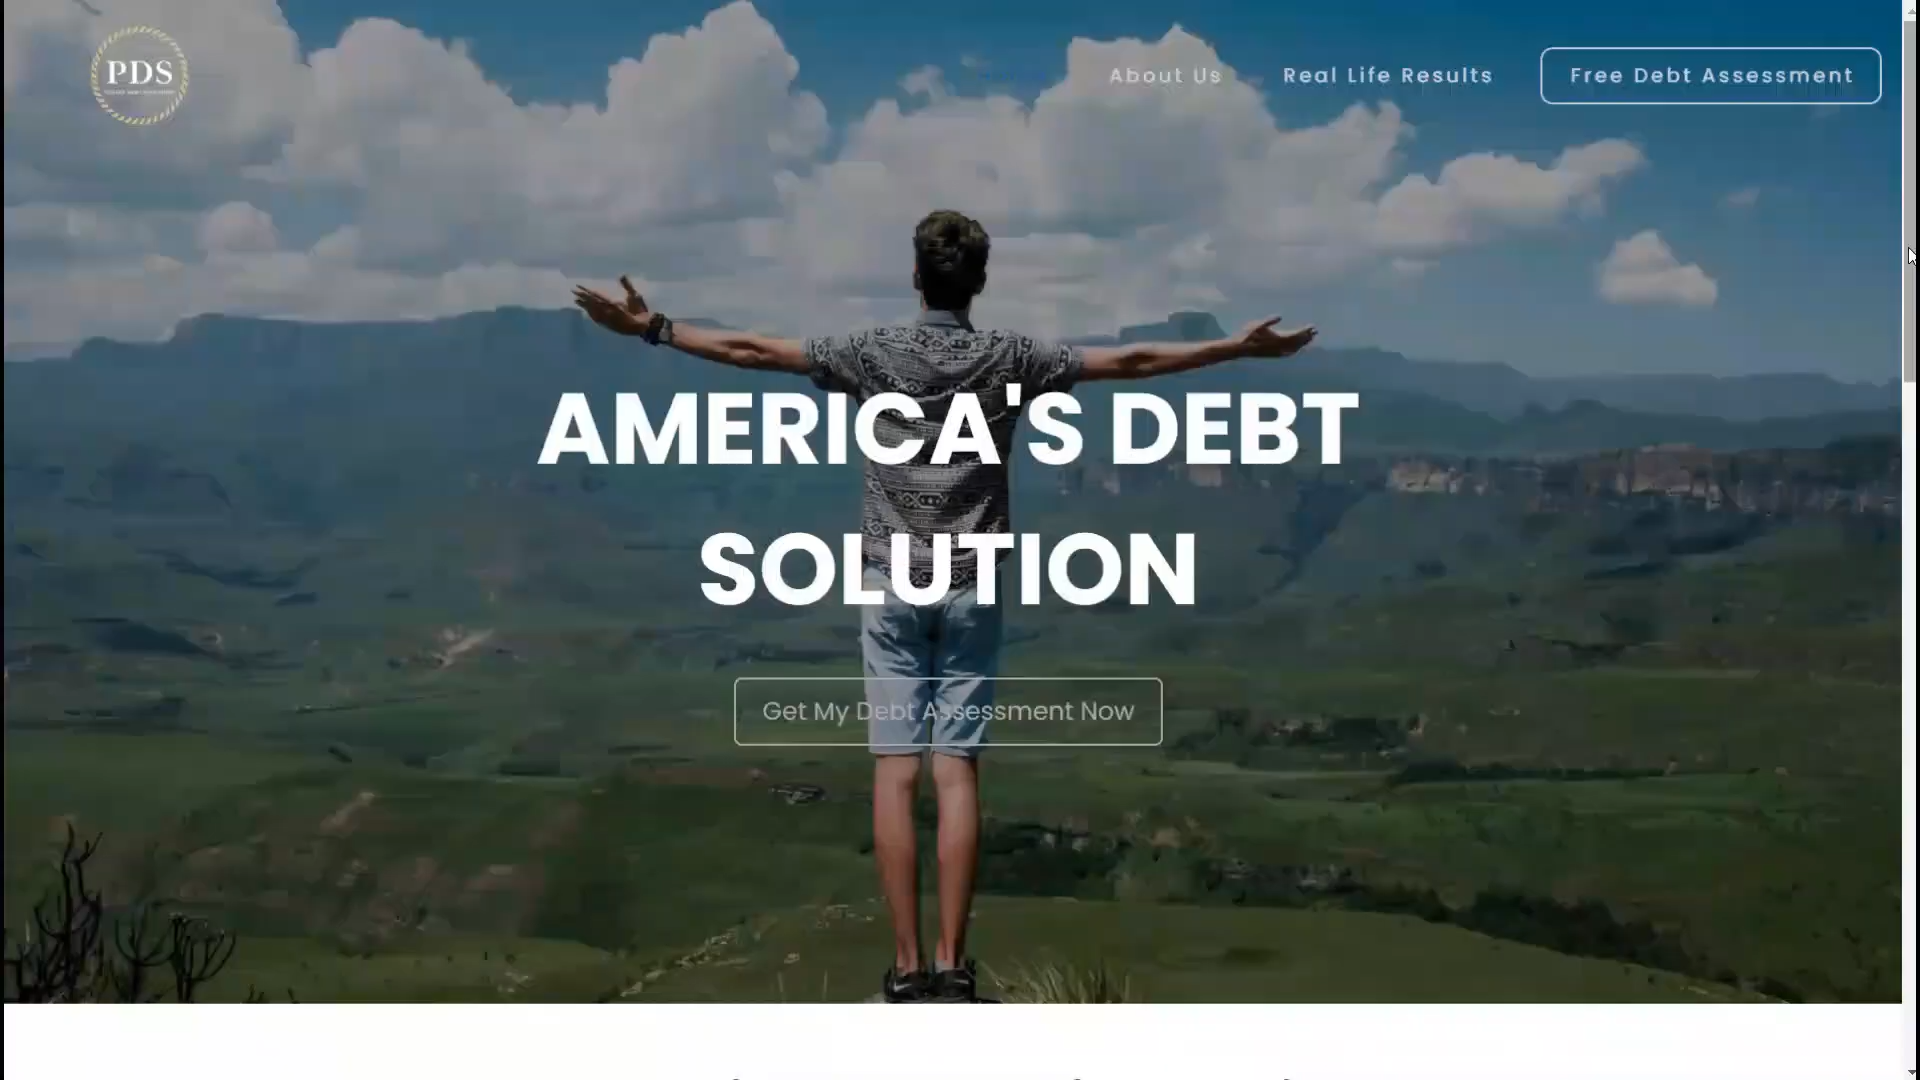 PDS
About Us
Real Life Results
Free Debt Assessment
AMERICA'S DEBT
SOLUTION
Get My Debt Assessment Now